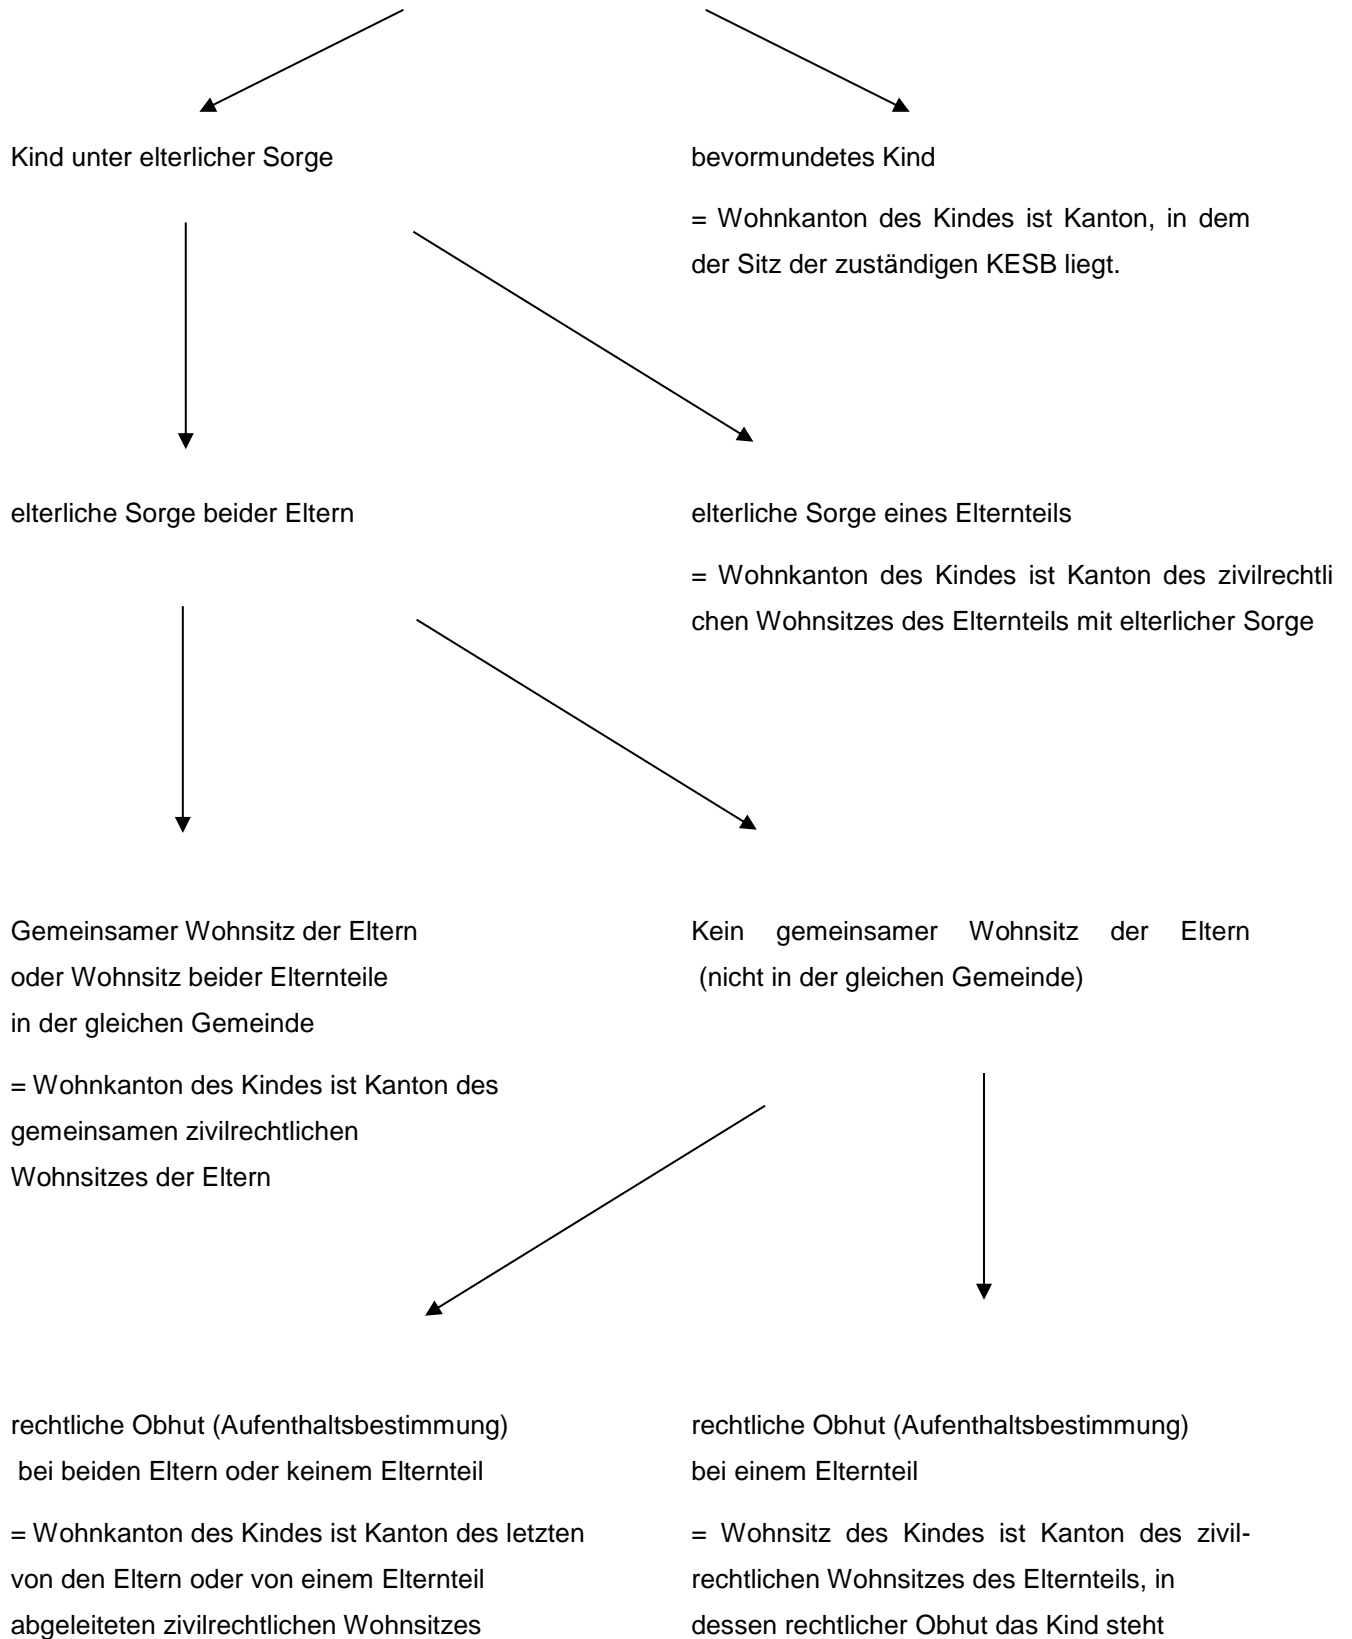 Kind unter elterlicher Sorge
bevormundetes Kind
= Wohnkanton des Kindes ist Kanton, in dem
der Sitz der zuständigen KESB liegt.
elterliche Sorge beider Eltern
elterliche Sorge eines Elternteils
= Wohnkanton des Kindes ist Kanton des zivilrechtli
chen Wohnsitzes des Elternteils mit elterlicher Sorge
Gemeinsamer Wohnsitz der Eltern
oder Wohnsitz beider Elternteile
in der gleichen Gemeinde
= Wohnkanton des Kindes ist Kanton des
gemeinsamen zivilrechtlichen
Wohnsitzes der Eltern
Kein gemeinsamer Wohnsitz der Eltern
(nicht in der gleichen Gemeinde)
rechtliche Obhut (Aufenthaltsbestimmung)
bei beiden Eltern oder keinem Elternteil
= Wohnkanton des Kindes ist Kanton des letzten
von den Eltern oder von einem Elternteil
abgeleiteten zivilrechtlichen Wohnsitzes
rechtliche Obhut (Aufenthaltsbestimmung)
bei einem Elternteil
= Wohnsitz des Kindes ist Kanton des zivil-
rechtlichen Wohnsitzes des Elternteils, in
dessen rechtlicher Obhut das Kind steht